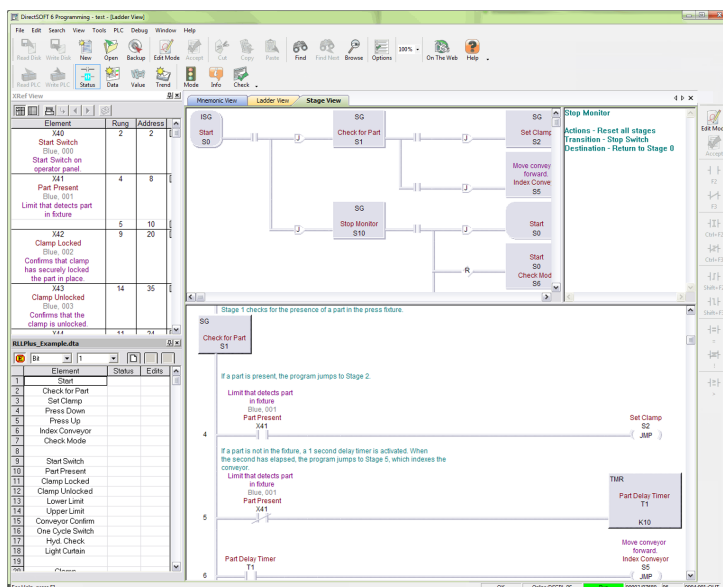 DirectSOFT 6 Programming - test - [Ladder View]
File Edit Search View Tools PLC Debug Window Help
Read Disk Write Disk New Open Backup Edit Mode Accept Cut Copy Paste Find Find Next Browse Options 100% On The Web Help
Read PLC Write PLC Status Data Value Trend Mode Info Check
XRef View
Element Rung Address
X40 2 2
Start Switch
Blue, 000
Start Switch on
operator panel.
X41 4 8
Part Present
Blue, 001
Limit that detects part
in fixture
5 10
X42 9 20
Clamp Locked
Blue, 002
Confirms that clamp
has securely locked
the part in place.
X43 14 35
Clamp Unlocked
Blue, 003
Confirms that the
clamp is unlocked.
X44 11 24
RLLPlus_Example.dta
Bit 1
Element Status Edits
1 Start
2 Check for Part
3 Set Clamp
4 Press Down
5 Press Up
6 Index Conveyor
7 Check Mode
8
9 Start Switch
10 Part Present
11 Clamp Locked
12 Clamp Unlocked
13 Lower Limit
14 Upper Limit
15 Conveyor Confirm
16 One Cycle Switch
17 Hyd. Check
18 Light Curtain
19
20 Clamp
Mnemonic View Ladder View Stage View
ISG
Start
S0
J
SG
Check for Part
S1
J
SG
Set Clamp
S2
J
Move convey
forward.
Index Conve
S5
SG
Stop Monitor
S10
J
Start
S0
R
Start
S0
Check Mod
S6
Stop Monitor
Actions - Reset all stages
Transition - Stop Switch
Destination - Return to Stage 0
Edit Mod
Accept
F2
F3
Stage 1 checks for the presence of a part in the press fixture.
SG
Check for Part
S1
If a part is present, the program jumps to Stage 2.
Limit that detects part
in fixture
Blue, 001
Part Present
X41
4
Set Clamp
S2
JMP
If a part is not in the fixture, a 1 second delay timer is activated. When
the second has elapsed, the program jumps to Stage 5, which indexes the
conveyor.
Limit that detects part
in fixture
Blue, 001
Part Present
X41
5
TMR
Part Delay Timer
T1
K10
Part Delay Timer
T1
6
Move conveyor
forward.
Index Conveyor
S5
JMP